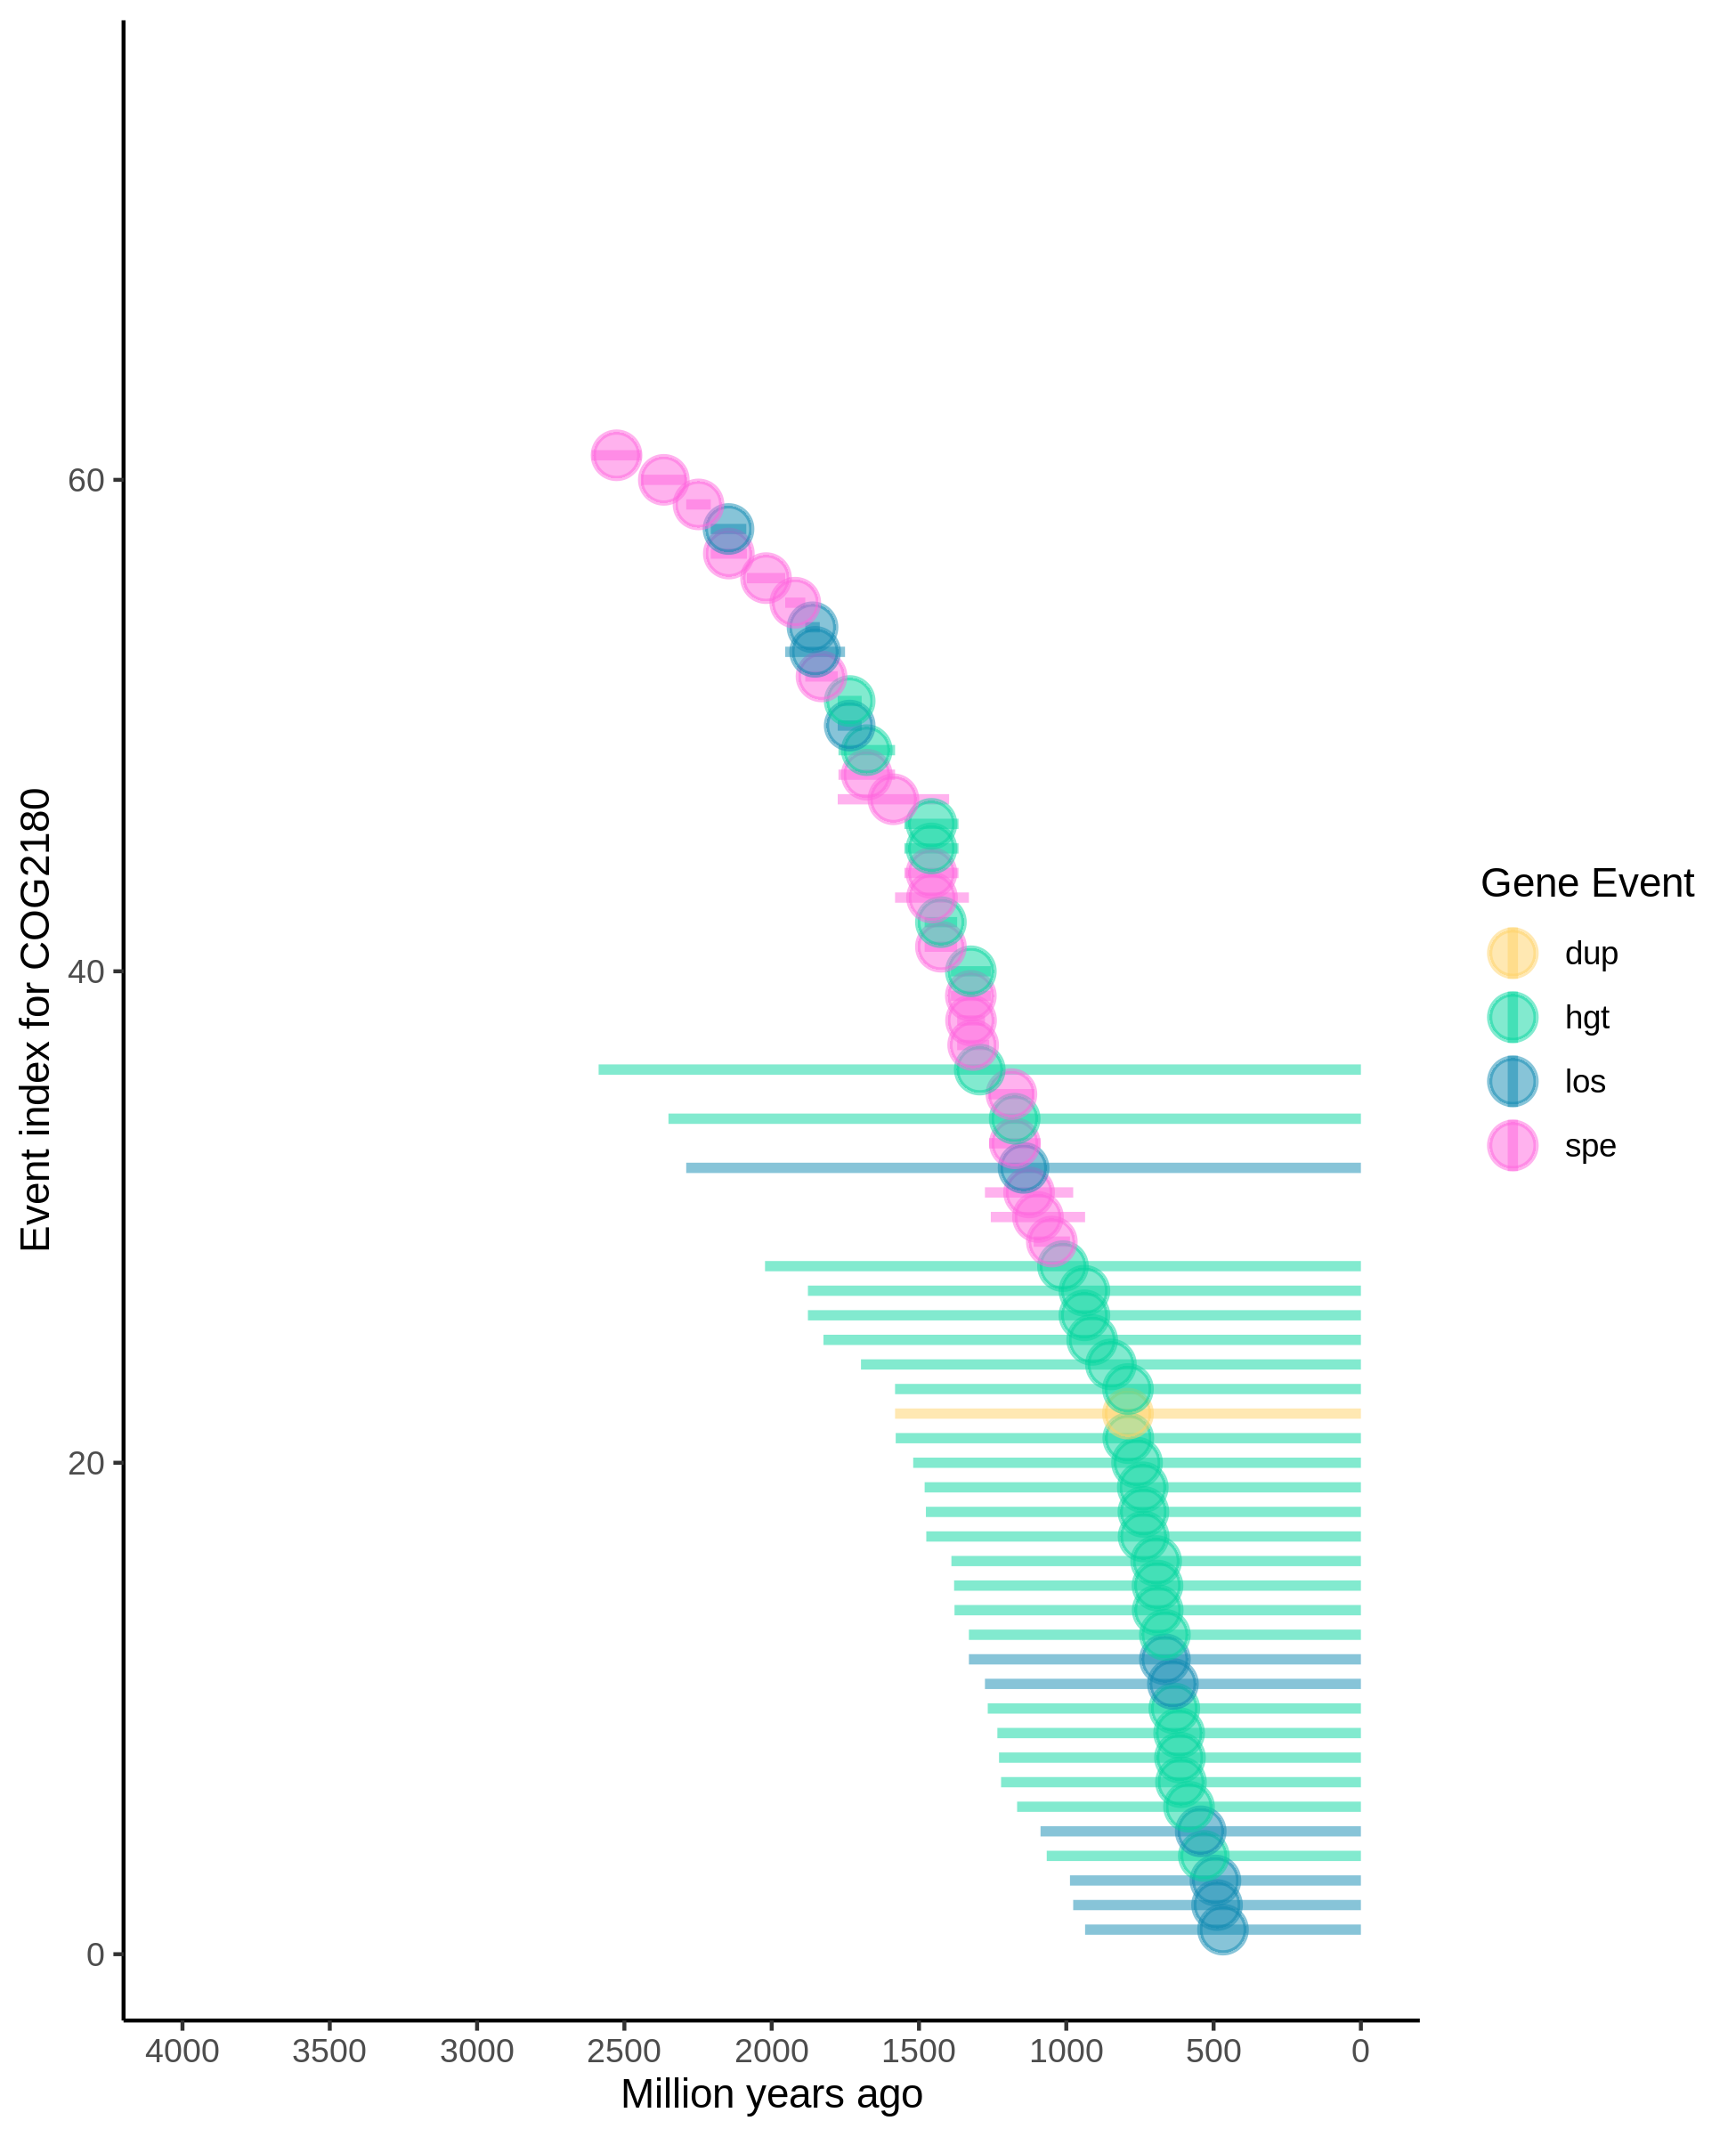 Event index for COG2180
60
40
20
0
4000 3500 3000 2500 2000 1500 1000 500 0
Million years ago
Gene Event
dup
hgt
los
spe